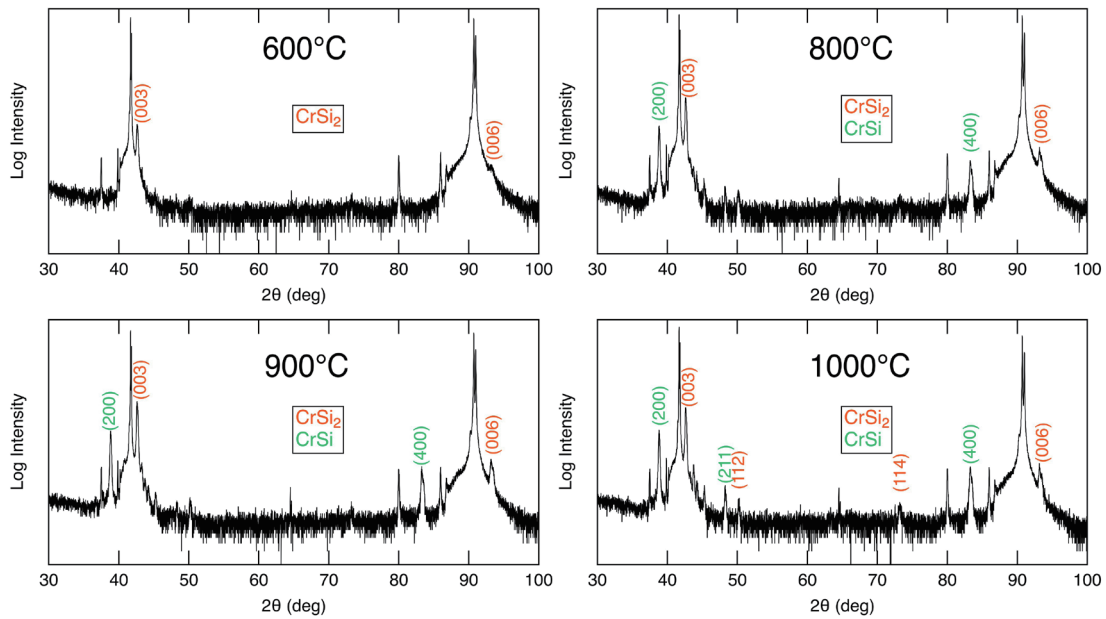 600°C
CrSi₂
(003)
(006)
Log Intensity
30 40 50 60 70 80 90 100
2θ (deg)
800°C
CrSi₂
CrSi
(200)
(003)
(400)
(006)
Log Intensity
30 40 50 60 70 80 90 100
2θ (deg)
900°C
CrSi₂
CrSi
(200)
(003)
(400)
(006)
Log Intensity
30 40 50 60 70 80 90 100
2θ (deg)
1000°C
CrSi₂
CrSi
(200)
(003)
(211)
(112)
(114)
(400)
(006)
Log Intensity
30 40 50 60 70 80 90 100
2θ (deg)